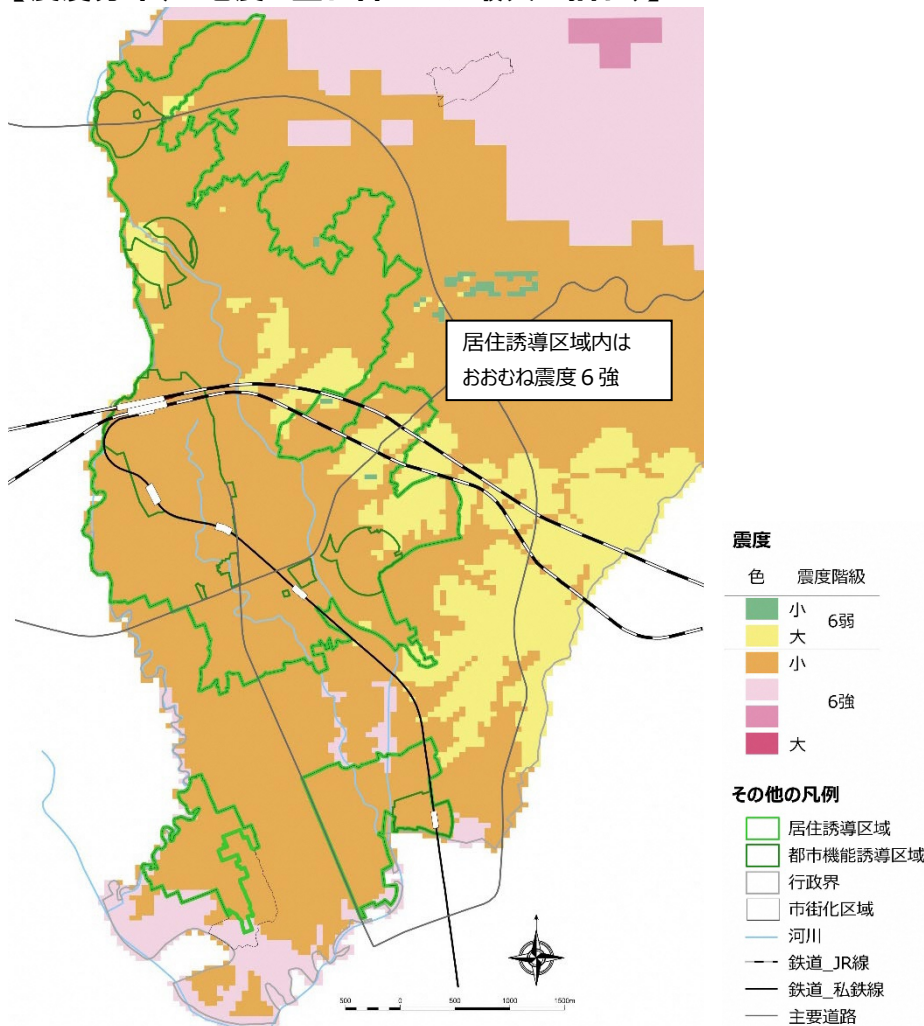 居住誘導区域内は
おおむね震度６強
震度
色 震度階級
小
6弱
大
小
6強
大
その他の凡例
居住誘導区域
都市機能誘導区域
行政界
市街化区域
河川
鉄道_JR線
鉄道_私鉄線
主要道路
500 0 500 1000 1500m